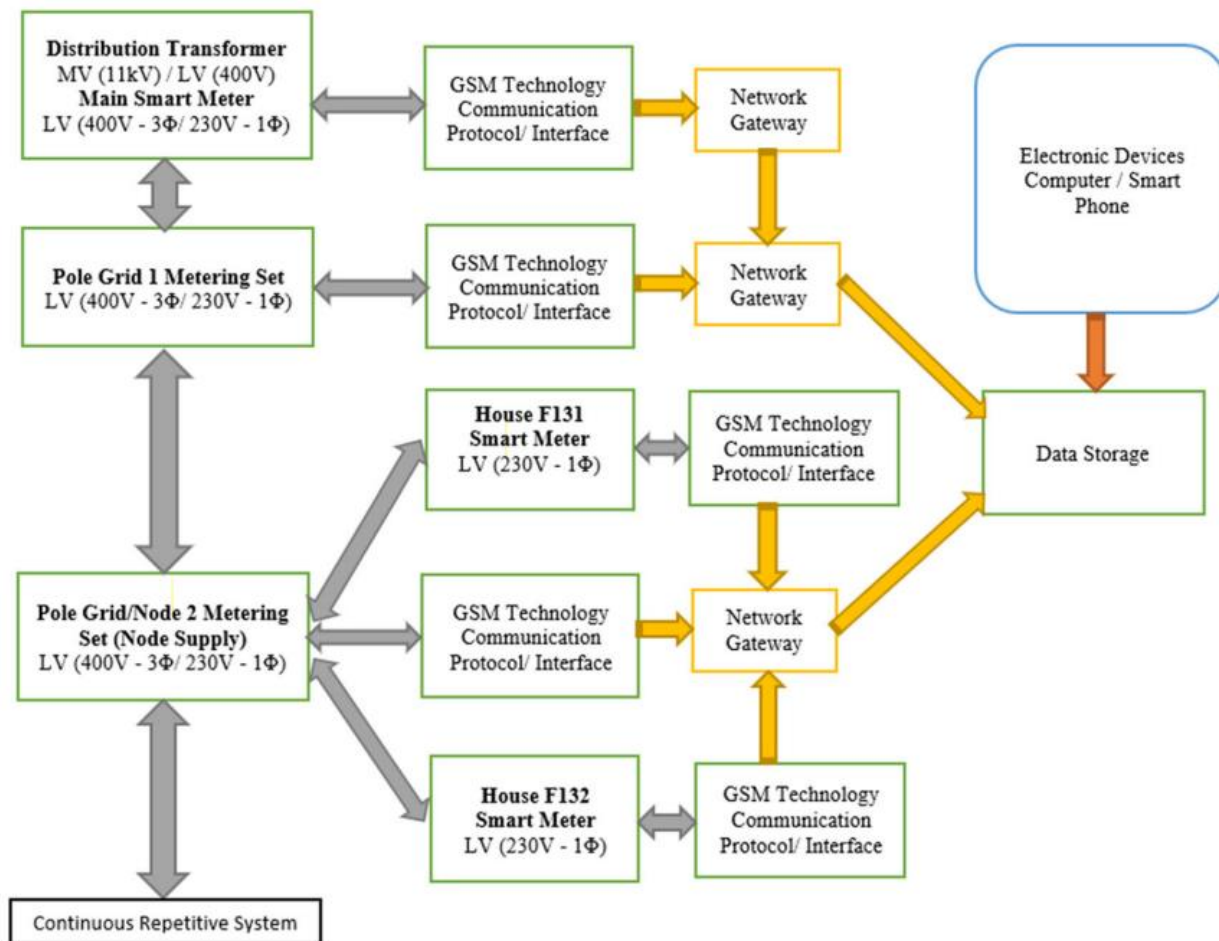 Distribution Transformer
MV (11kV) / LV (400V)
Main Smart Meter
LV (400V - 3Φ/ 230V - 1Φ)
GSM Technology
Communication
Protocol/ Interface
Network
Gateway
Electronic Devices
Computer / Smart
Phone
Pole Grid 1 Metering Set
LV (400V - 3Φ/ 230V - 1Φ)
GSM Technology
Communication
Protocol/ Interface
Network
Gateway
House F131
Smart Meter
LV (230V - 1Φ)
GSM Technology
Communication
Protocol/ Interface
Data Storage
Pole Grid/Node 2 Metering
Set (Node Supply)
LV (400V - 3Φ/ 230V - 1Φ)
GSM Technology
Communication
Protocol/ Interface
Network
Gateway
House F132
Smart Meter
LV (230V - 1Φ)
GSM Technology
Communication
Protocol/ Interface
Continuous Repetitive System